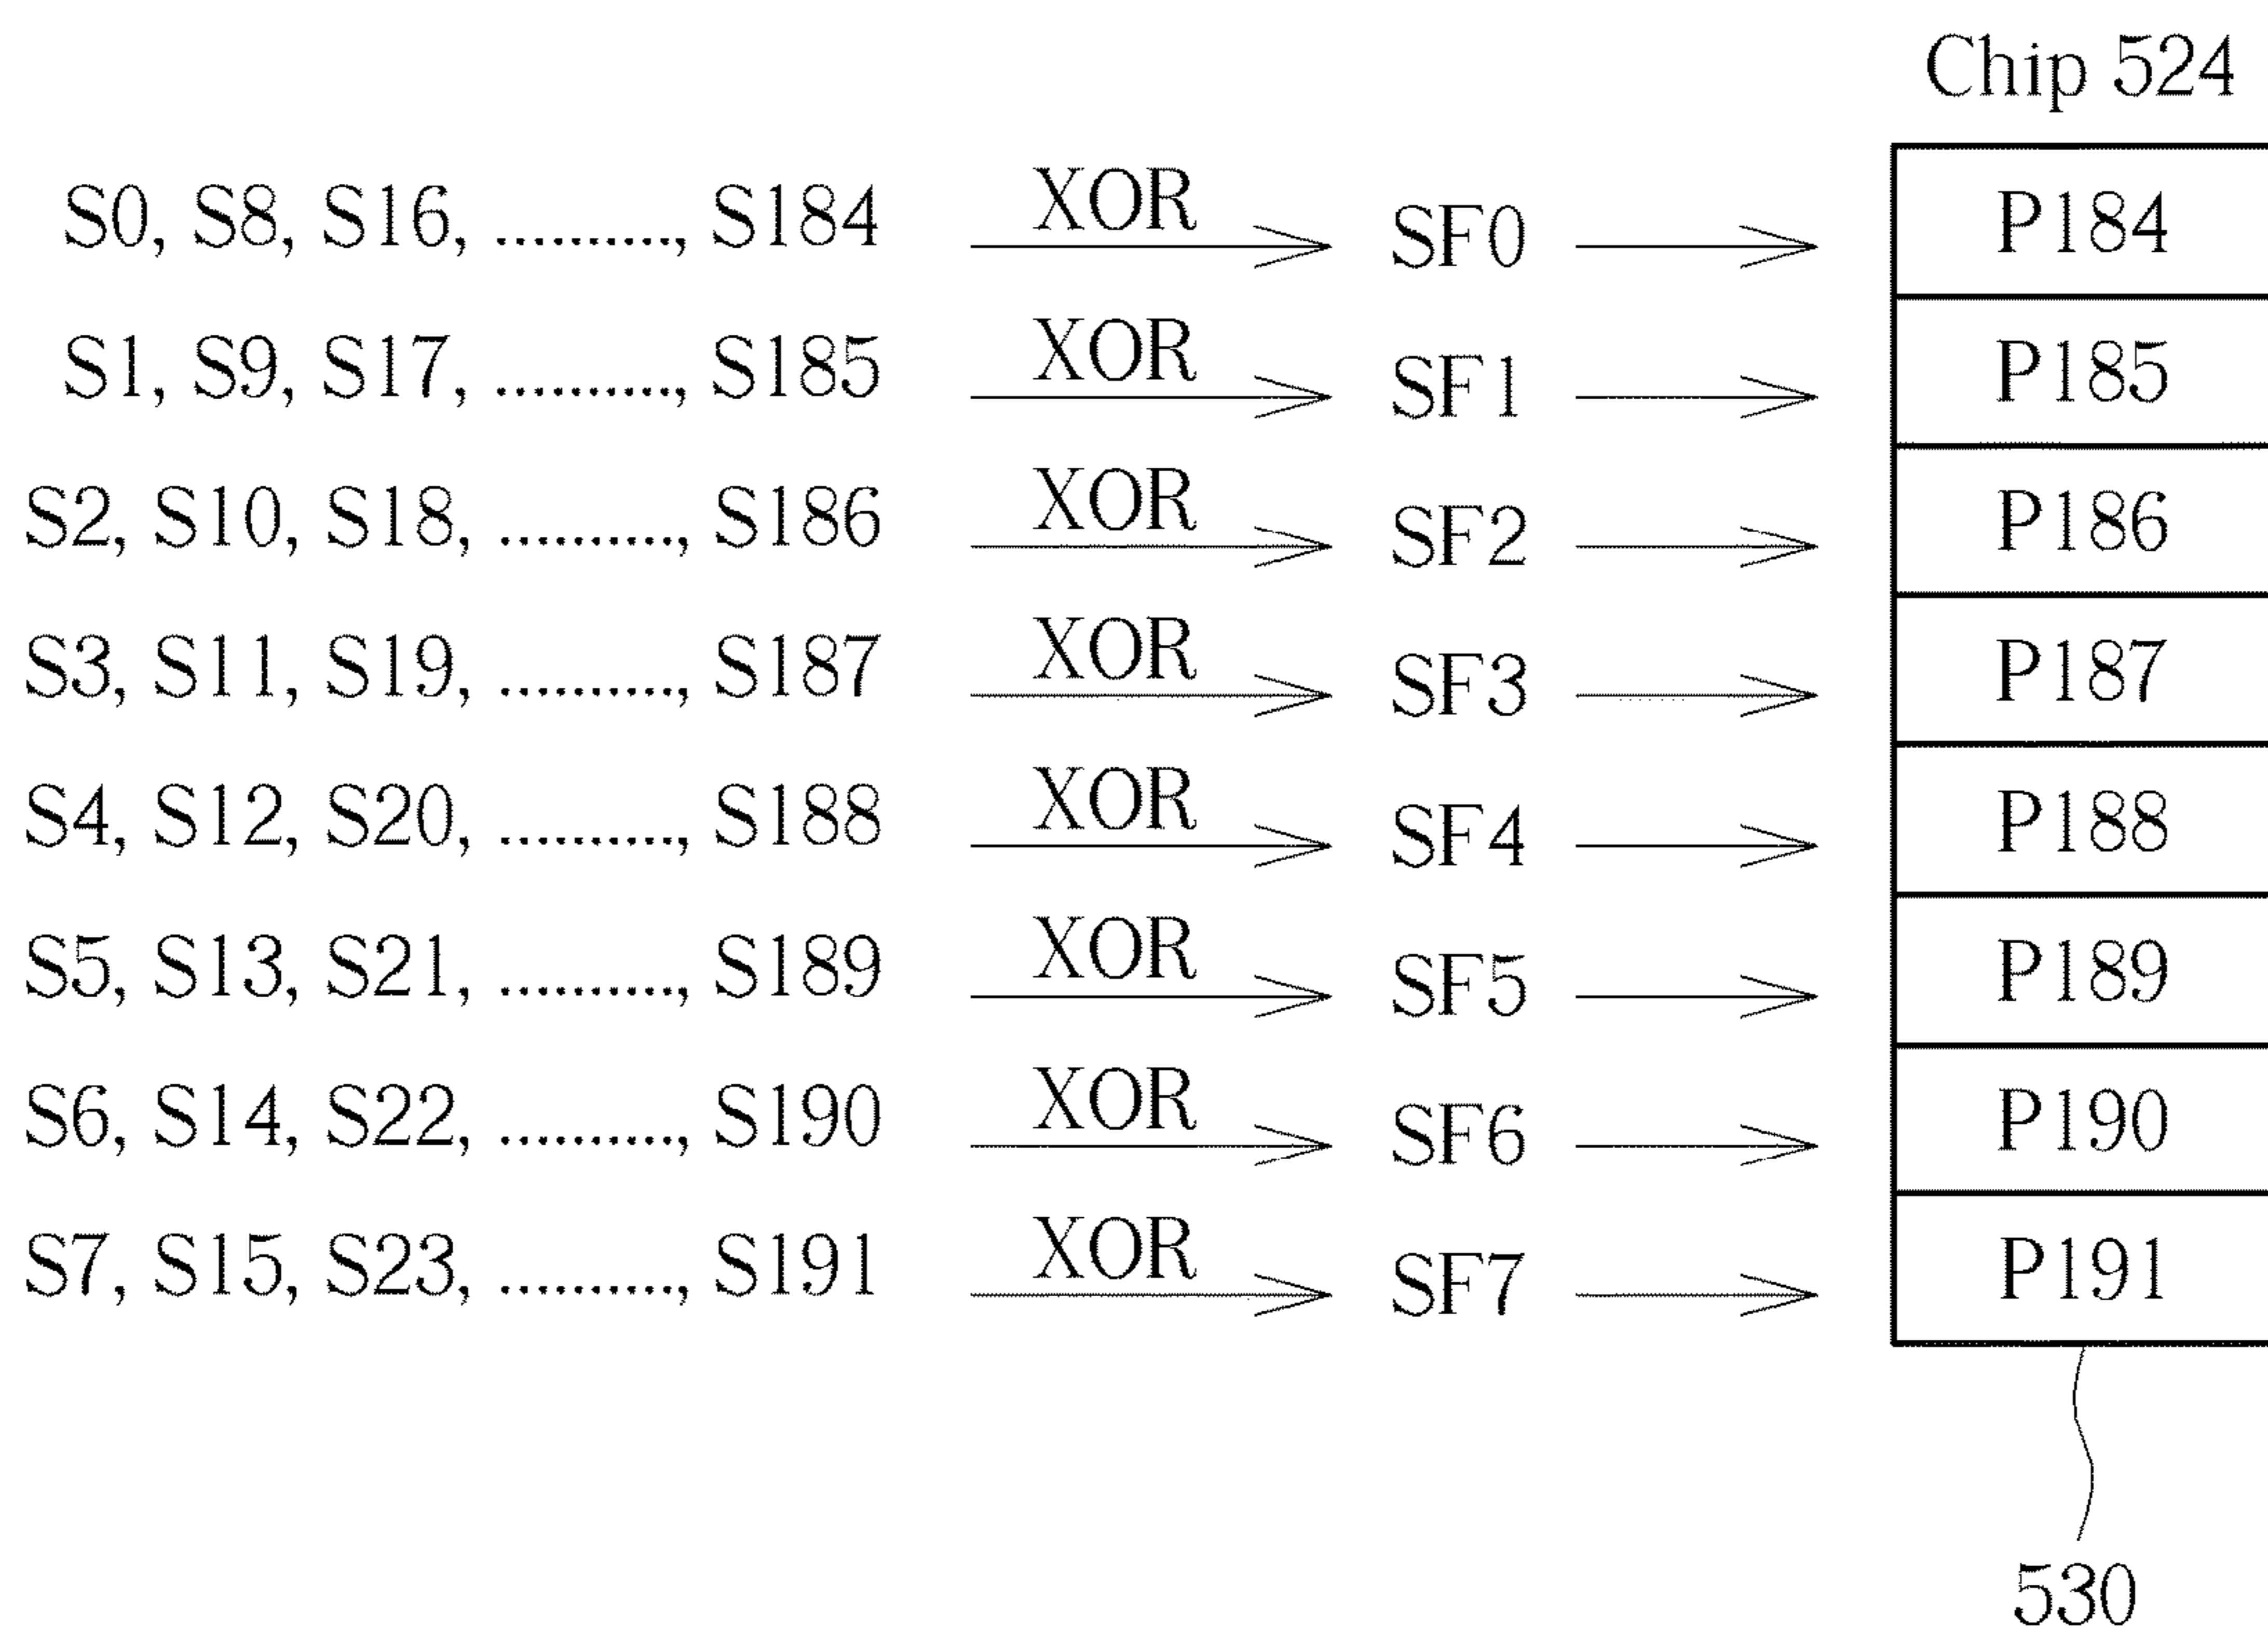 Chip 524
S0, S8, S16, .........., S184 XOR SF0 P184
S1, S9, S17, .........., S185 XOR SF1 P185
S2, S10, S18, .........., S186 XOR SF2 P186
S3, S11, S19, .........., S187 XOR SF3 P187
S4, S12, S20, .........., S188 XOR SF4 P188
S5, S13, S21, .........., S189 XOR SF5 P189
S6, S14, S22, .........., S190 XOR SF6 P190
S7, S15, S23, .........., S191 XOR SF7 P191
530